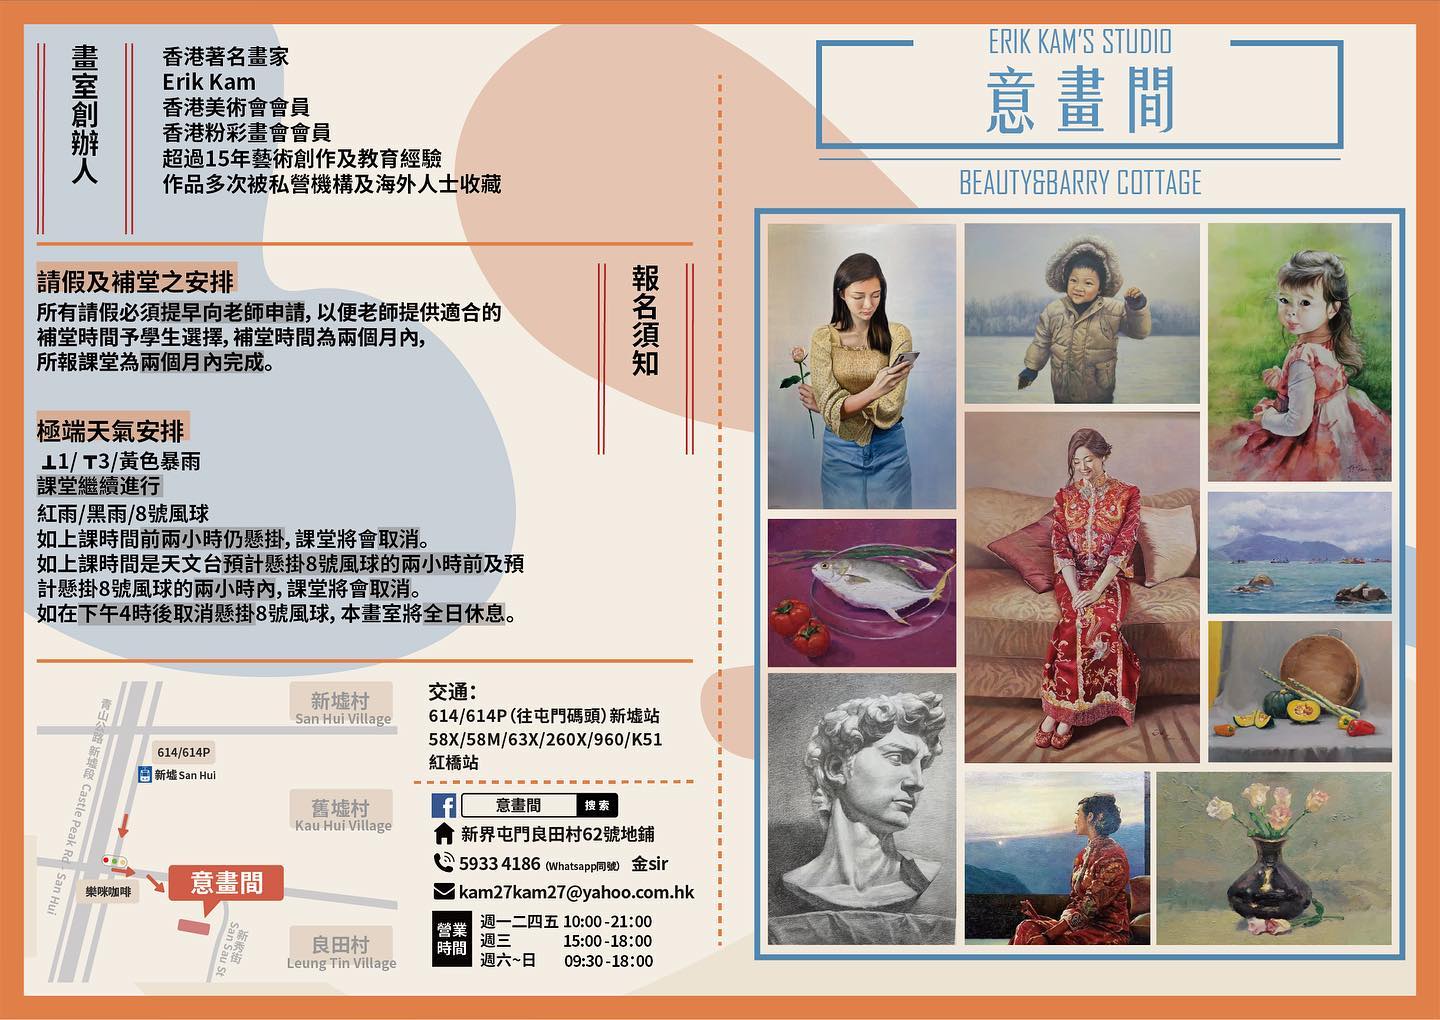 畫室創辦人
香港著名畫家
Erik Kam
香港美術會會員
香港粉彩畫會會員
超過15年藝術創作及教育經驗
作品多次被私營機構及海外人士收藏
報名須知
請假及補堂之安排
所有請假必須提早向老師申請，以便老師提供適合的
補堂時間予學生選擇，補堂時間為兩個月內，
所報課堂為兩個月內完成。
極端天氣安排
⊥1/ T3/黃色暴雨
課堂繼續進行
紅雨/黑雨/8號風球
如上課時間前兩小時仍懸掛，課堂將會取消。
如上課時間是天文台預計懸掛8號風球的兩小時前及預
計懸掛8號風球的兩小時內，課堂將會取消。
如在下午4時後取消懸掛8號風球，本畫室將全日休息。
青山公路 新墟段 Castle Peak Rd - San Hui
新墟村
San Hui Village
614/614P
新墟 San Hui
舊墟村
Kau Hui Village
樂咪咖啡
意畫間
新秀街
San Sau St
良田村
Leung Tin Village
交通：
614/614P（往屯門碼頭）新墟站
58X/58M/63X/260X/960/K51
紅橋站
意畫間 搜索
新界屯門良田村62號地鋪
5933 4186 (Whatsapp同號) 金sir
kam27kam27@yahoo.com.hk
營業時間
週一二四五 10:00-21:00
週三 15:00-18:00
週六~日 09:30-18:00
ERIK KAM'S STUDIO
意畫間
BEAUTY&BARRY COTTAGE